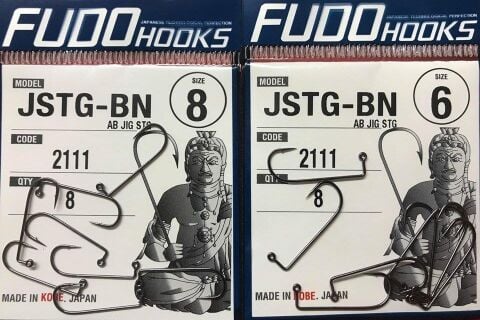 FUDO HOOKS
JAPANESE TECHNOLOGICAL PERFECTION
MODEL
JSTG-BN
AB JIG STG
SIZE
8
CODE
2111
QTY
8
MADE IN KOBE. JAPAN
FUDO HOOKS
JAPANESE TECHNOLOGICAL PERFECTION
MODEL
JSTG-BN
AB JIG STG
SIZE
6
CODE
2111
QTY
8
MADE IN KOBE. JAPAN